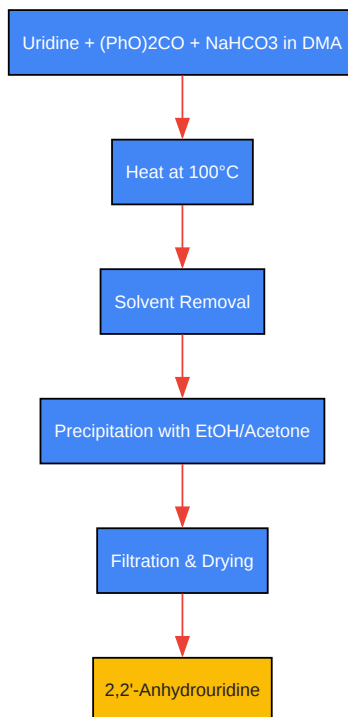 Uridine + (PhO)2CO + NaHCO3 in DMA
Heat at 100°C
Solvent Removal
Precipitation with EtOH/Acetone
Filtration & Drying
2,2'-Anhydrouridine